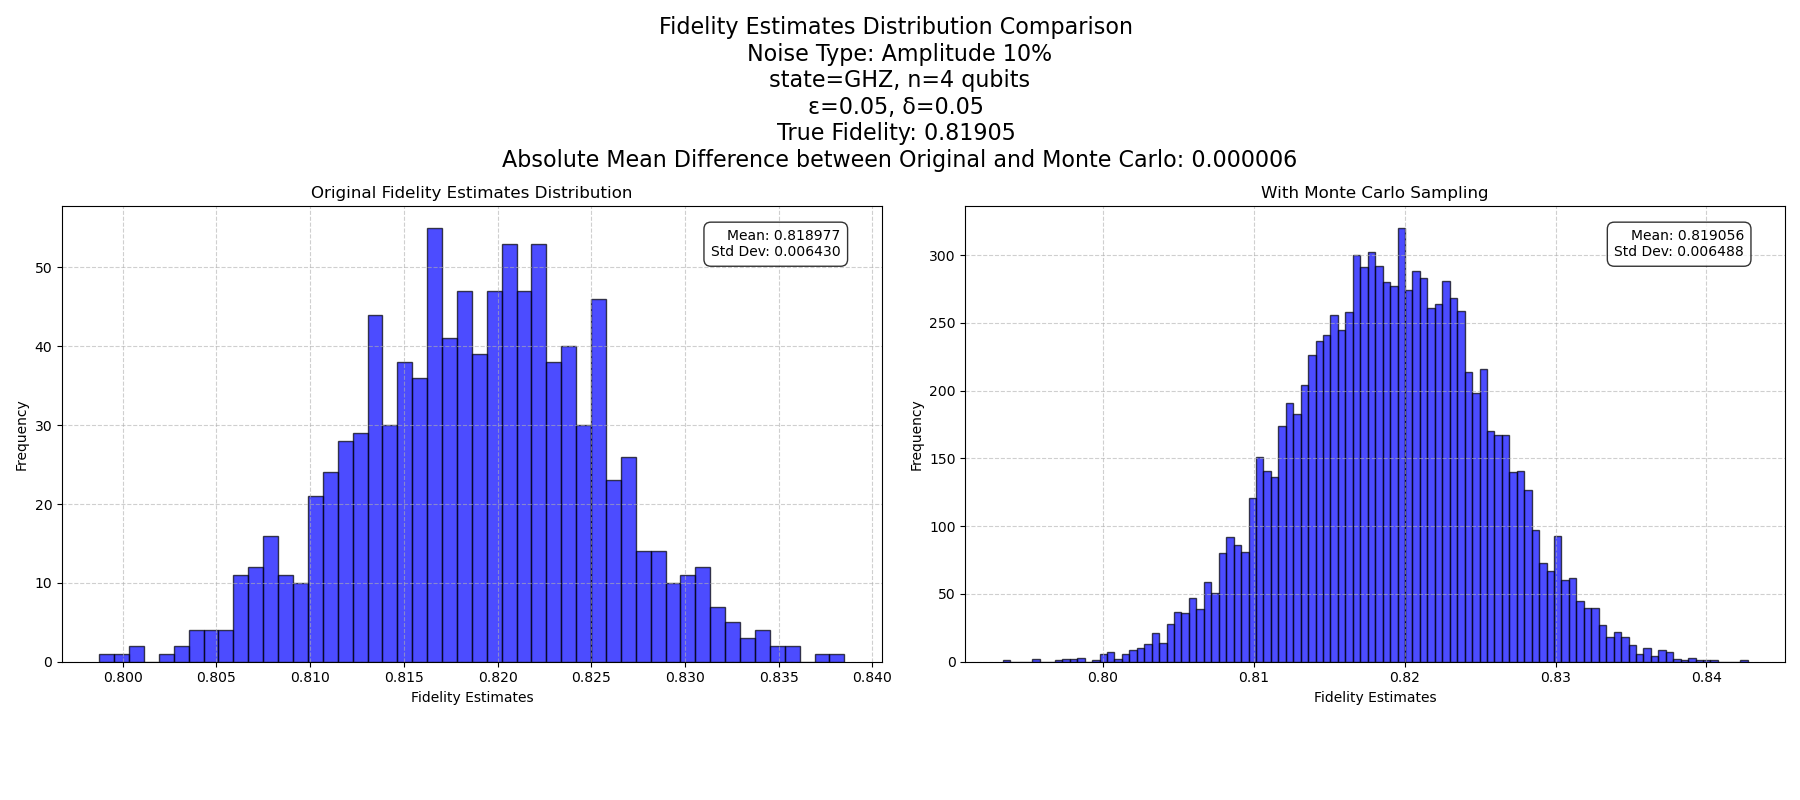 Fidelity Estimates Distribution Comparison
Noise Type: Amplitude 10%
state=GHZ, n=4 qubits
ε=0.05, δ=0.05
True Fidelity: 0.81905
Absolute Mean Difference between Original and Monte Carlo: 0.000006
Original Fidelity Estimates Distribution
Mean: 0.818977
Std Dev: 0.006430
Frequency
50
40
30
20
10
0
0.800 0.805 0.810 0.815 0.820 0.825 0.830 0.835 0.840
Fidelity Estimates
With Monte Carlo Sampling
Mean: 0.819056
Std Dev: 0.006488
Frequency
300
250
200
150
100
50
0
0.80 0.81 0.82 0.83 0.84
Fidelity Estimates